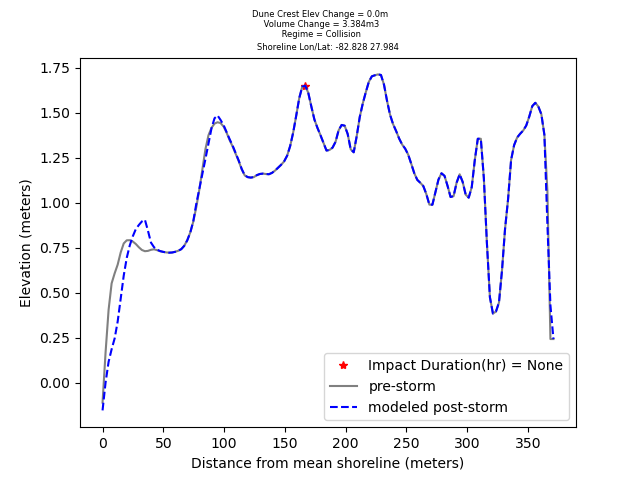 Dune Crest Elev Change = 0.0m
Volume Change = 3.384m3
Regime = Collision
Shoreline Lon/Lat: -82.828 27.984
1.75
1.50
1.25
1.00
0.75
0.50
0.25
0.00
Elevation (meters)
Impact Duration(hr) = None
pre-storm
modeled post-storm
0 50 100 150 200 250 300 350
Distance from mean shoreline (meters)